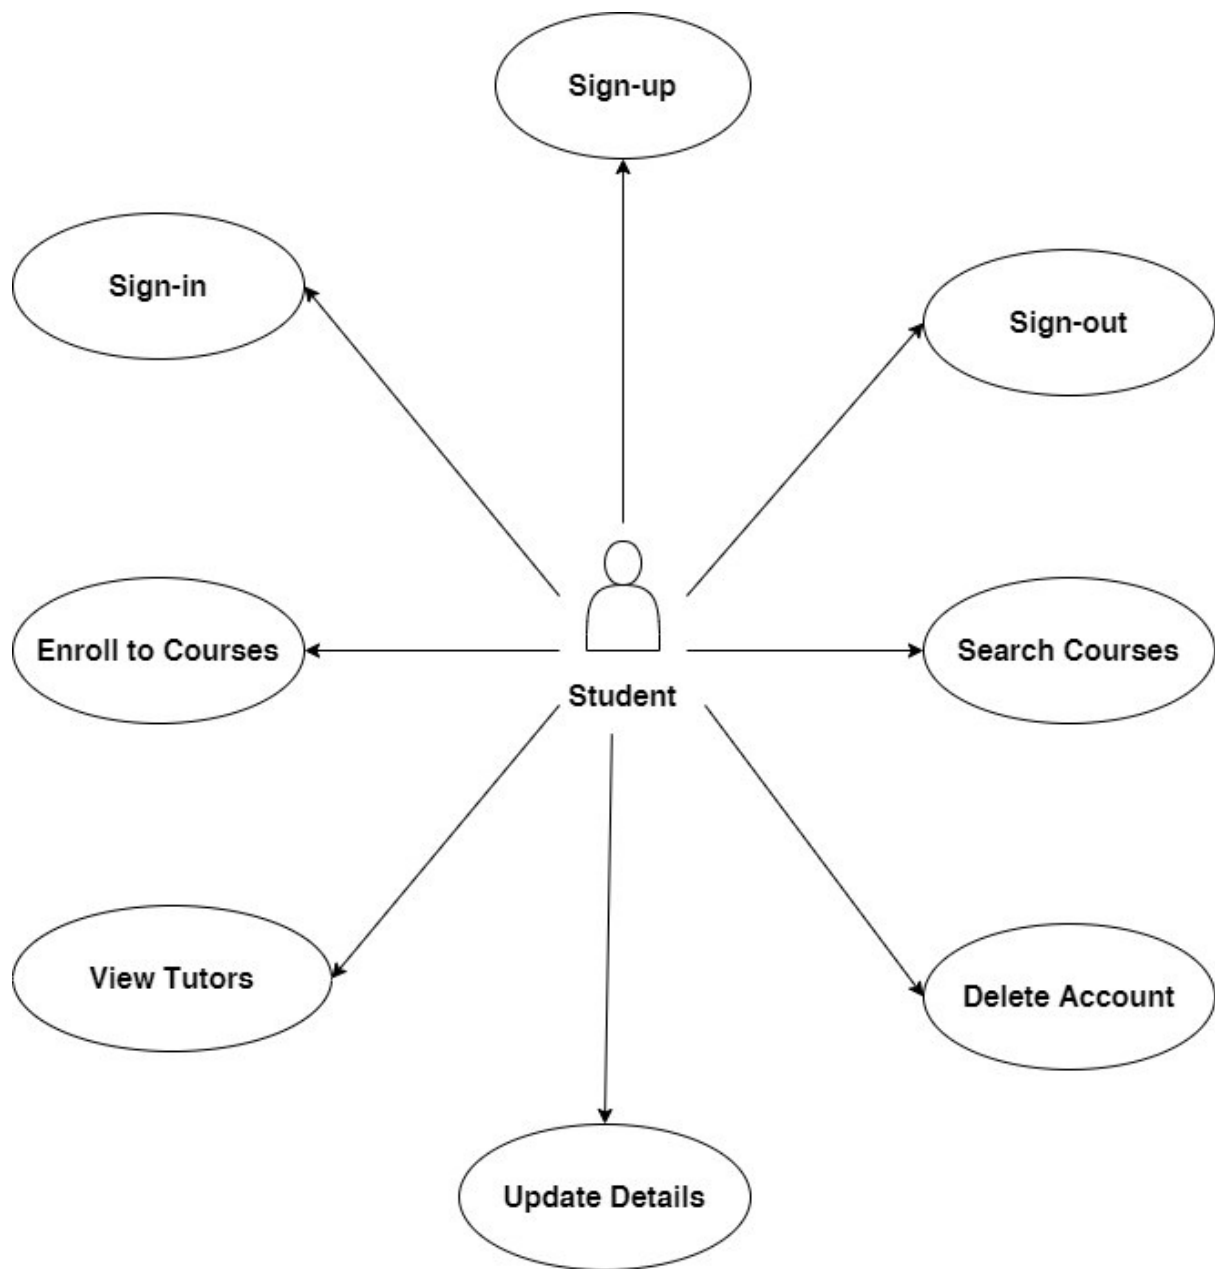 Sign-up
Sign-in
Sign-out
Enroll to Courses
Search Courses
Student
View Tutors
Delete Account
Update Details